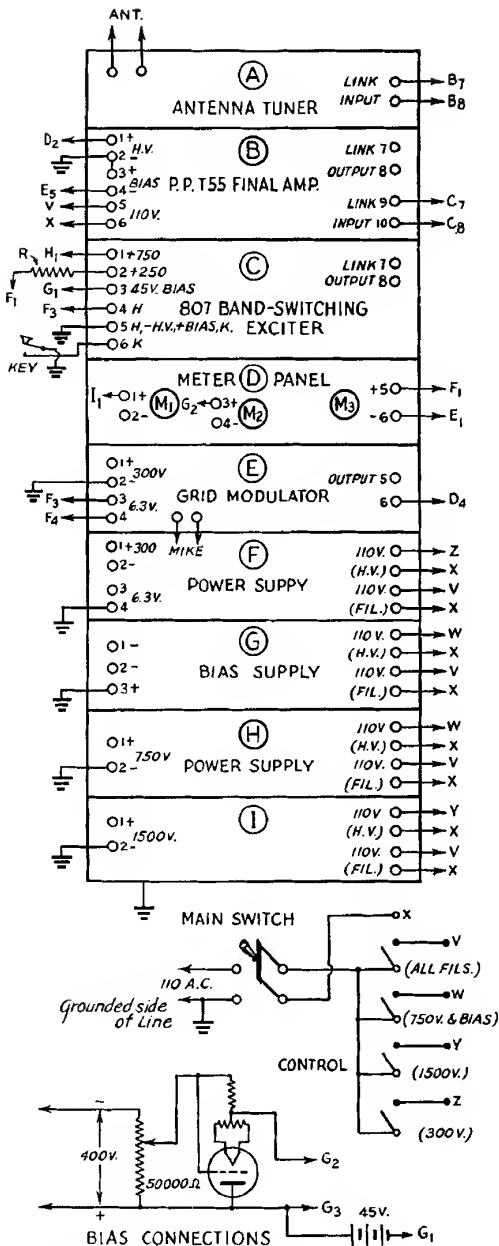 ANT.
A
ANTENNA TUNER
LINK B7
INPUT B8
D2 1+ H.V.
2-
3+ BIAS
E5 4-
V 5 110V.
X 6
B
P.P. T55 FINAL AMP.
LINK 7
OUTPUT 8
LINK 9 C7
INPUT 10 C8
H1 1+750
R 2+250
F1
G1 3 45V. BIAS
F3 4 H
5 H,-H.V.,+BIAS,K.
6 K
KEY
C
807 BAND-SWITCHING
EXCITER
LINK 7
OUTPUT 8
METER D PANEL
I1 1+ M1 G2 3+ M2 M3 +5 F1
2- 4- -6 E1
E
GRID MODULATOR
1+ 300V
2-
F3 3 6.3V.
F4 4
OUTPUT 5
6 D4
MIKE
F
POWER SUPPY
1+300
2-
3 6.3V.
4
110V. Z
(H.V.) X
110V. V
(FIL.) X
G
BIAS SUPPLY
1-
2-
3+
110V. W
(H.V.) X
110V. V
(FIL.) X
H
POWER SUPPLY
1+ 750V
2-
110V W
(H.V.) X
110V. V
(FIL.) X
I
1+ 1500V.
2-
110V Y
(H.V.) X
110V. V
(FIL.) X
MAIN SWITCH
X
V
(ALL FILS.)
110 A.C.
Grounded side
of Line
W
(750V. & BIAS)
CONTROL
Y
(1500V.)
Z
(300V.)
-
400V.
+
50000Ω
G2
G3
45V.
G1
BIAS CONNECTIONS